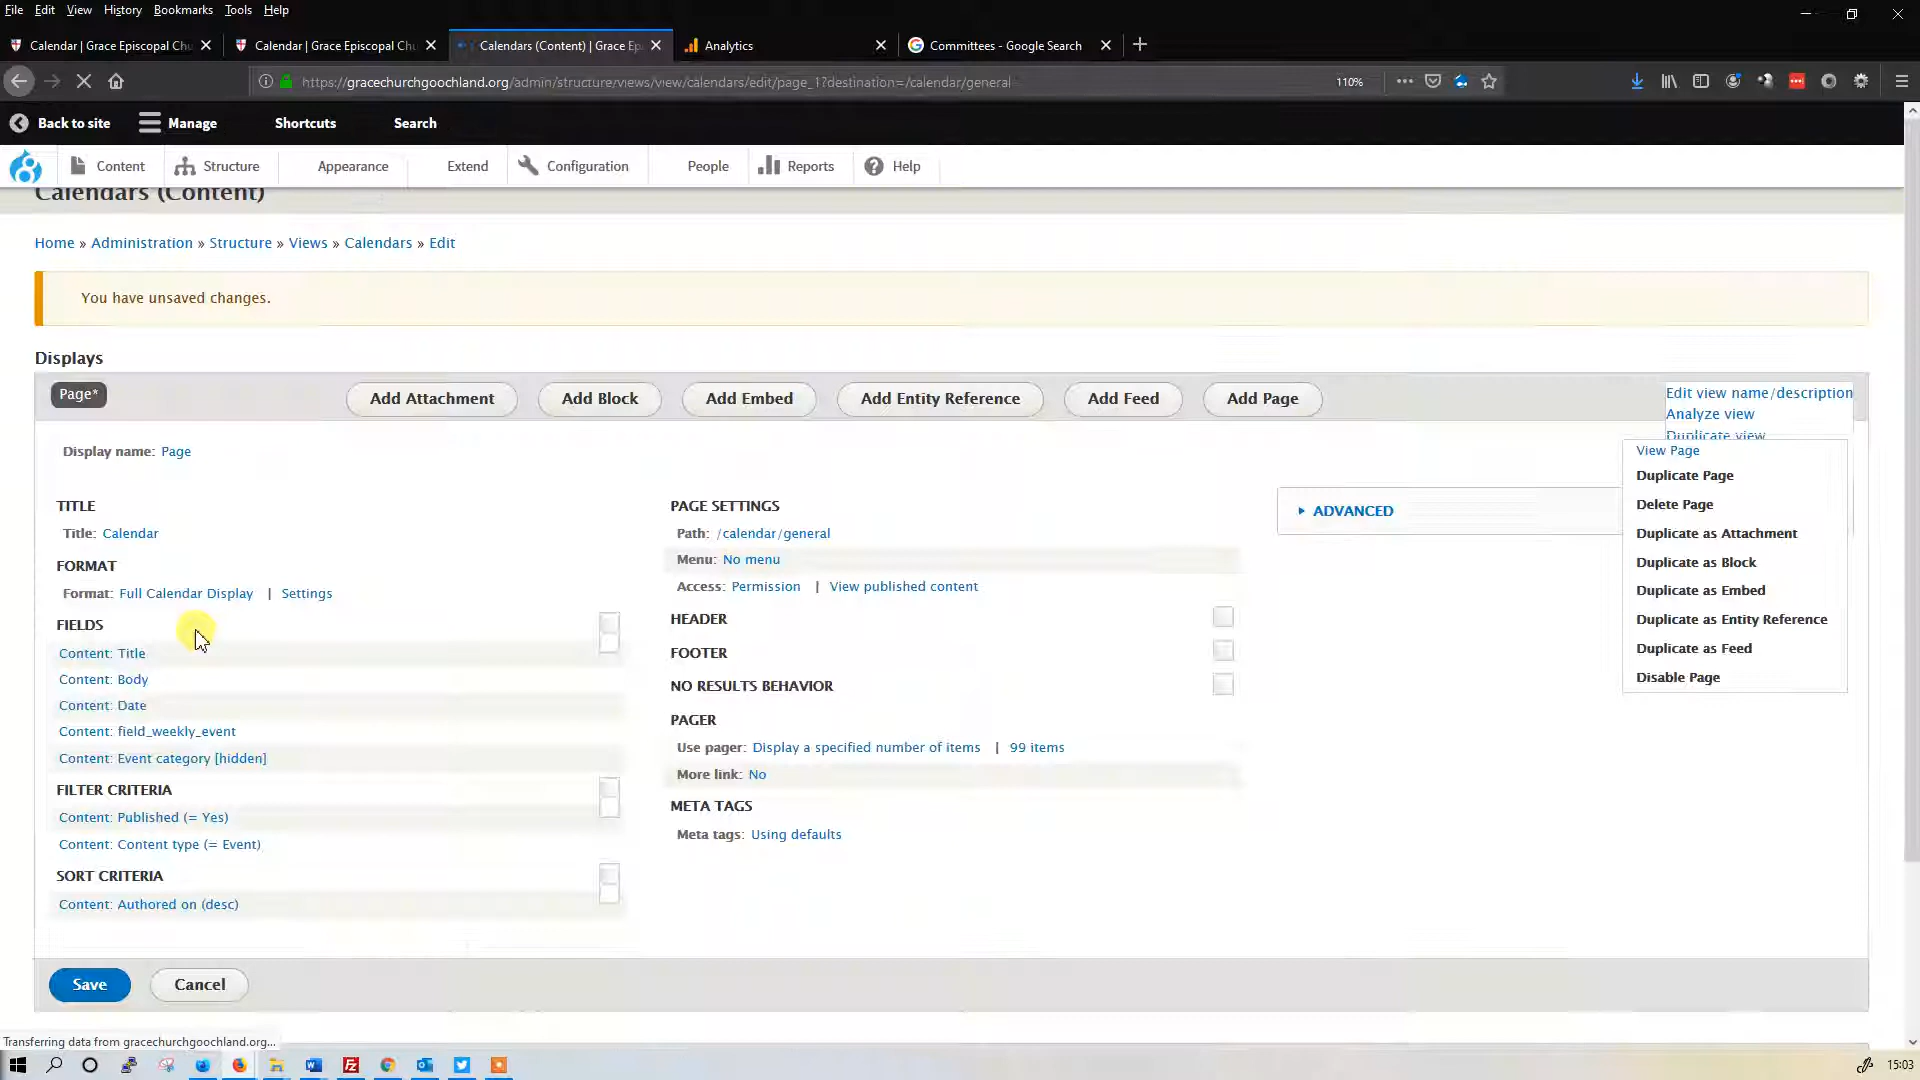 File Edit View History Bookmarks Tools Help
Calendar | Grace Episcopal Chu
Calendar | Grace Episcopal Chu
Calendars (Content) | Grace Ep
Analytics
Committees - Google Search
https://gracechurchgoochland.org/admin/structure/views/view/calendars/edit/page_1?destination=/calendar/general
110%
Back to site
Manage
Shortcuts
Search
Content
Structure
Appearance
Extend
Configuration
People
Reports
Help
Calendars (Content)
Home » Administration » Structure » Views » Calendars » Edit
You have unsaved changes.
Displays
Page*
Add Attachment
Add Block
Add Embed
Add Entity Reference
Add Feed
Add Page
Edit view name/description
Analyze view
Duplicate view
Display name: Page
View Page
Duplicate Page
Delete Page
Duplicate as Attachment
Duplicate as Block
Duplicate as Embed
Duplicate as Entity Reference
Duplicate as Feed
Disable Page
TITLE
Title: Calendar
FORMAT
Format: Full Calendar Display | Settings
FIELDS
Content: Title
Content: Body
Content: Date
Content: field_weekly_event
Content: Event category [hidden]
FILTER CRITERIA
Content: Published (= Yes)
Content: Content type (= Event)
SORT CRITERIA
Content: Authored on (desc)
PAGE SETTINGS
Path: /calendar/general
Menu: No menu
Access: Permission | View published content
HEADER
FOOTER
NO RESULTS BEHAVIOR
PAGER
Use pager: Display a specified number of items | 99 items
More link: No
META TAGS
Meta tags: Using defaults
ADVANCED
Save
Cancel
Transferring data from gracechurchgoochland.org...
15:03